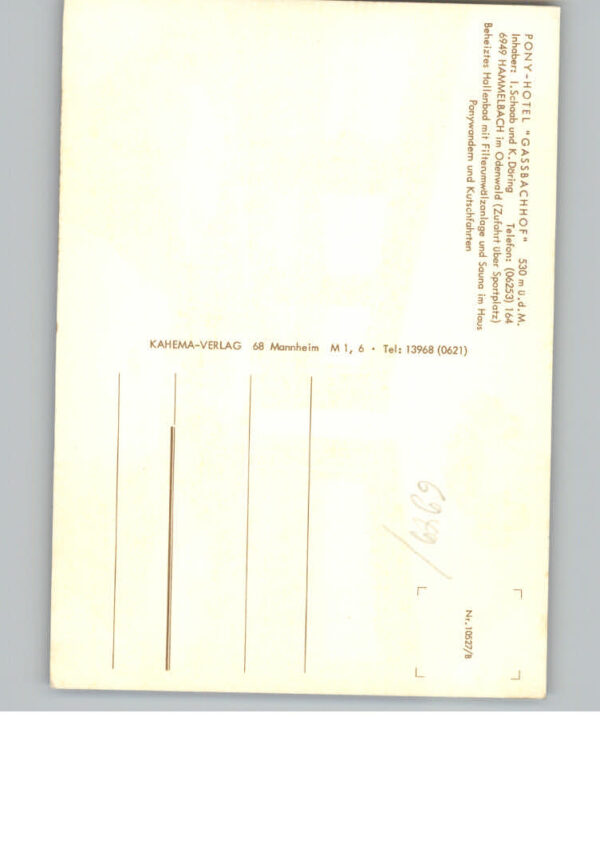 PONY-HOTEL "GASSBACHHOF" 530 m ü.d.M.
Inhaber: I. Schaab und K. Döring Telefon: (06253) 164
6949 HAMMELBACH im Odenwald (Zufahrt über Sportplatz)
Beheiztes Hallenbad mit Filterumwälzanlage und Sauna im Haus
Ponywandern und Kutschfahrten
KAHEMA-VERLAG 68 Mannheim M 1, 6 · Tel: 13968 (0621)
Nr. 10527/8